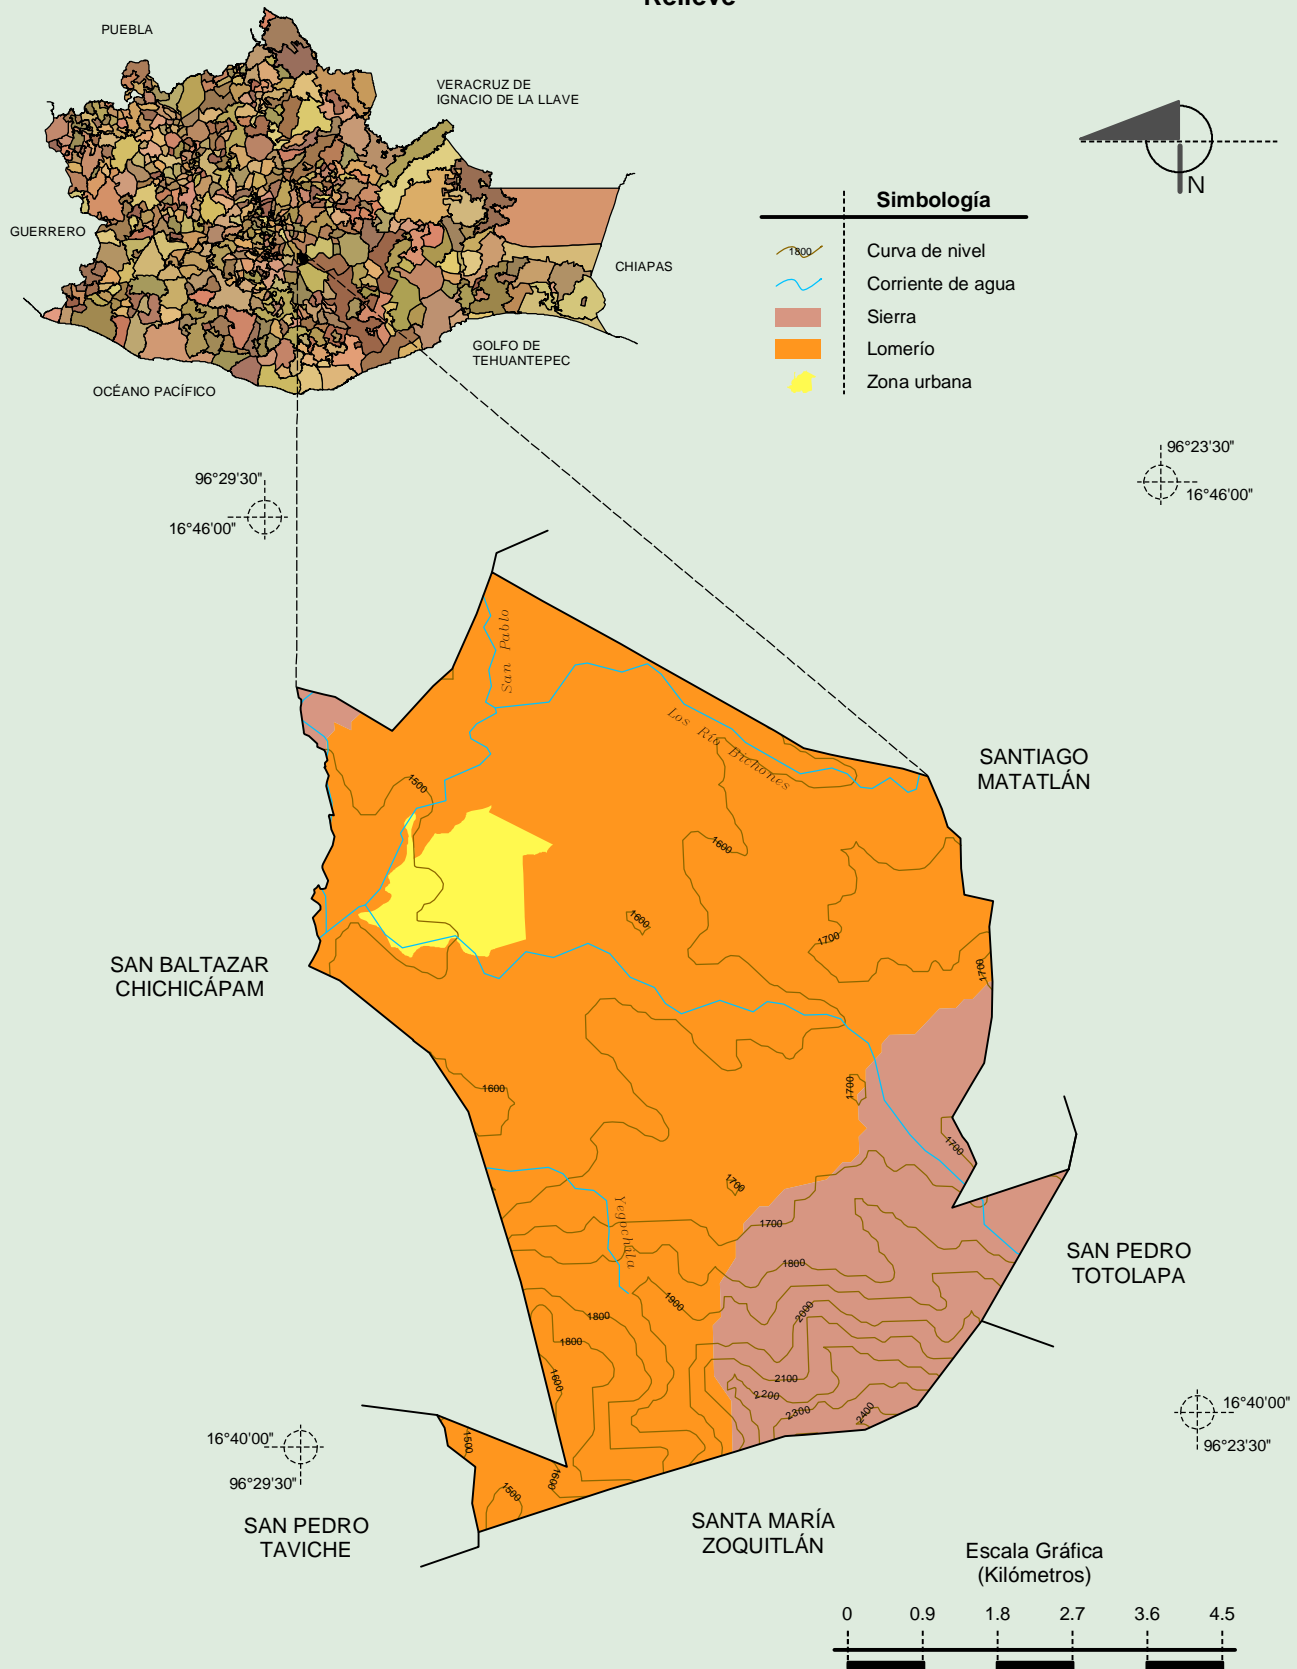 Relieve
PUEBLA
VERACRUZ DE
IGNACIO DE LA LLAVE
GUERRERO
CHIAPAS
GOLFO DE
TEHUANTEPEC
OCÉANO PACÍFICO
N
Simbología
1800
Curva de nivel
Corriente de agua
Sierra
Lomerío
Zona urbana
96°29'30"
16°46'00"
96°23'30"
16°46'00"
San Pablo
Los Río Bichones
1500
1600
1600
1700
1700
SANTIAGO
MATATLÁN
SAN BALTAZAR
CHICHICÁPAM
1600
1700
1700
1700
Yegochila
1700
1800
1900
2000
1800
1800
1600
2100
2200
2300
2400
SAN PEDRO
TOTOLAPA
16°40'00"
96°29'30"
16°40'00"
96°23'30"
1500
1500
1600
SAN PEDRO
TAVICHE
SANTA MARÍA
ZOQUITLÁN
Escala Gráfica
(Kilómetros)
0 0.9 1.8 2.7 3.6 4.5